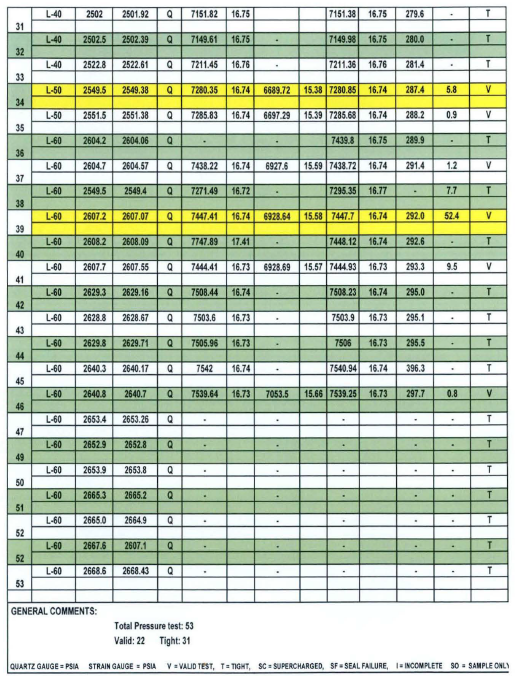 L-40 2502 2501.92 Q 7151.82 16.75 7151.38 16.75 279.6 - T
31
L-40 2502.5 2502.39 Q 7149.61 16.75 - 7149.98 16.75 280.0 - T
32
L-40 2522.8 2522.61 Q 7211.45 16.76 - 7211.36 16.76 281.4 - T
33
L-50 2549.5 2549.38 Q 7280.35 16.74 6689.72 15.38 7280.85 16.74 287.4 5.8 V
34
L-50 2551.5 2551.38 Q 7285.83 16.74 6697.29 15.39 7285.68 16.74 288.2 0.9 V
35
L-60 2604.2 2604.06 Q - - 7439.8 16.75 289.9 - T
36
L-60 2604.7 2604.57 Q 7438.22 16.74 6927.6 15.59 7438.72 16.74 291.4 1.2 V
37
L-60 2549.5 2549.4 Q 7271.49 16.72 - 7295.35 16.77 - 7.7 T
38
L-60 2607.2 2607.07 Q 7447.41 16.74 6928.64 15.58 7447.7 16.74 292.0 52.4 V
39
L-60 2608.2 2608.09 Q 7747.89 17.41 - 7448.12 16.74 292.6 - T
40
L-60 2607.7 2607.55 Q 7444.41 16.73 6928.69 15.57 7444.93 16.73 293.3 9.5 V
41
L-60 2629.3 2629.16 Q 7508.44 16.74 - 7508.23 16.74 295.0 - T
42
L-60 2628.8 2628.67 Q 7503.6 16.73 - 7503.9 16.73 295.1 - T
43
L-60 2629.8 2629.71 Q 7505.96 16.73 - 7506 16.73 295.5 - T
44
L-60 2640.3 2640.17 Q 7542 16.74 - 7540.94 16.74 396.3 - T
45
L-60 2640.8 2640.7 Q 7539.64 16.73 7053.5 15.66 7539.25 16.73 297.7 0.8 V
46
L-60 2653.4 2653.26 Q - - - - - T
47
L-60 2652.9 2652.8 Q - - - - - T
49
L-60 2653.9 2653.8 Q - - - - - T
50
L-60 2665.3 2665.2 Q - - - - - T
51
L-60 2665.0 2664.9 Q - - - - - T
52
L-60 2667.6 2607.1 Q - - - - - T
52
L-60 2668.6 2668.43 Q - - - - - T
53
GENERAL COMMENTS:
Total Pressure test: 53
Valid: 22 Tight: 31
QUARTZ GAUGE = PSIA STRAIN GAUGE = PSIA V = VALID TEST, T = TIGHT, SC = SUPERCHARGED, SF = SEAL FAILURE, I = INCOMPLETE SO = SAMPLE ONLY